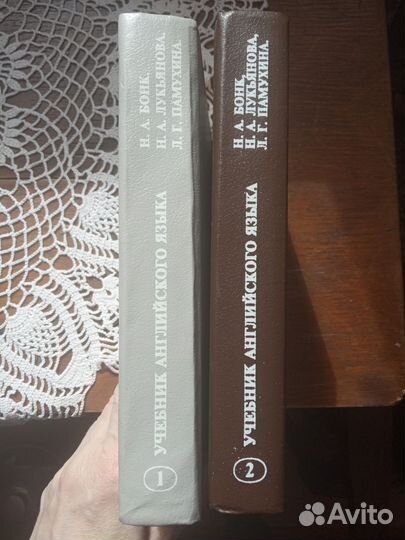 Н. А. БОНК,
Н. А. ЛУКЬЯНОВА,
Л. Г. ПАМУХИНА.
УЧЕБНИК АНГЛИЙСКОГО ЯЗЫКА
1
Н. А. БОНК,
Н. А. ЛУКЬЯНОВА,
Л. Г. ПАМУХИНА.
УЧЕБНИК АНГЛИЙСКОГО ЯЗЫКА
2
Avito